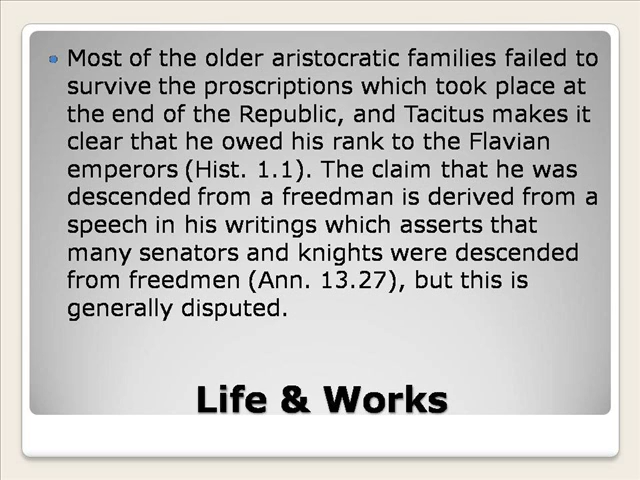 Most of the older aristocratic families failed to
survive the proscriptions which took place at
the end of the Republic, and Tacitus makes it
clear that he owed his rank to the Flavian
emperors (Hist. 1.1). The claim that he was
descended from a freedman is derived from a
speech in his writings which asserts that
many senators and knights were descended
from freedmen (Ann. 13.27), but this is
generally disputed.
Life & Works